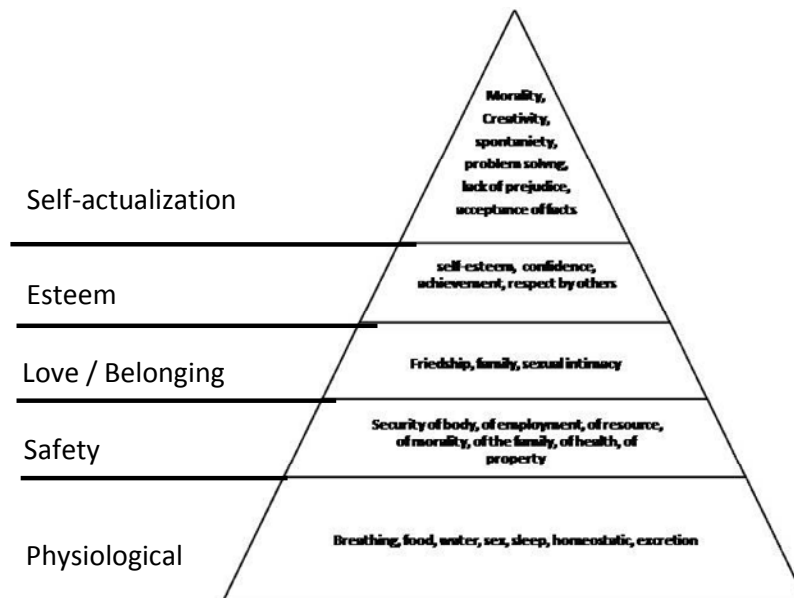 Morality,
Creativity,
spontaniety,
problem solvng,
lack of prejudice,
acceptance of facts
Self-actualization
self-esteem, confidence,
achievement, respect by others
Esteem
Friedship, family, sexual intimacy
Love / Belonging
Security of body, of employment, of resource,
of morality, of the family, of health, of
property
Safety
Breathing, food, water, sex, sleep, homeostatic, excretion
Physiological